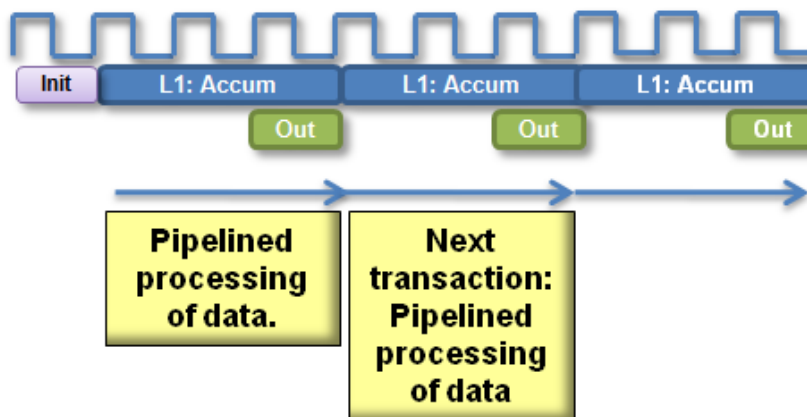 Init L1: Accum L1: Accum L1: Accum
Out Out Out
Pipelined
processing
of data.
Next
transaction:
Pipelined
processing
of data